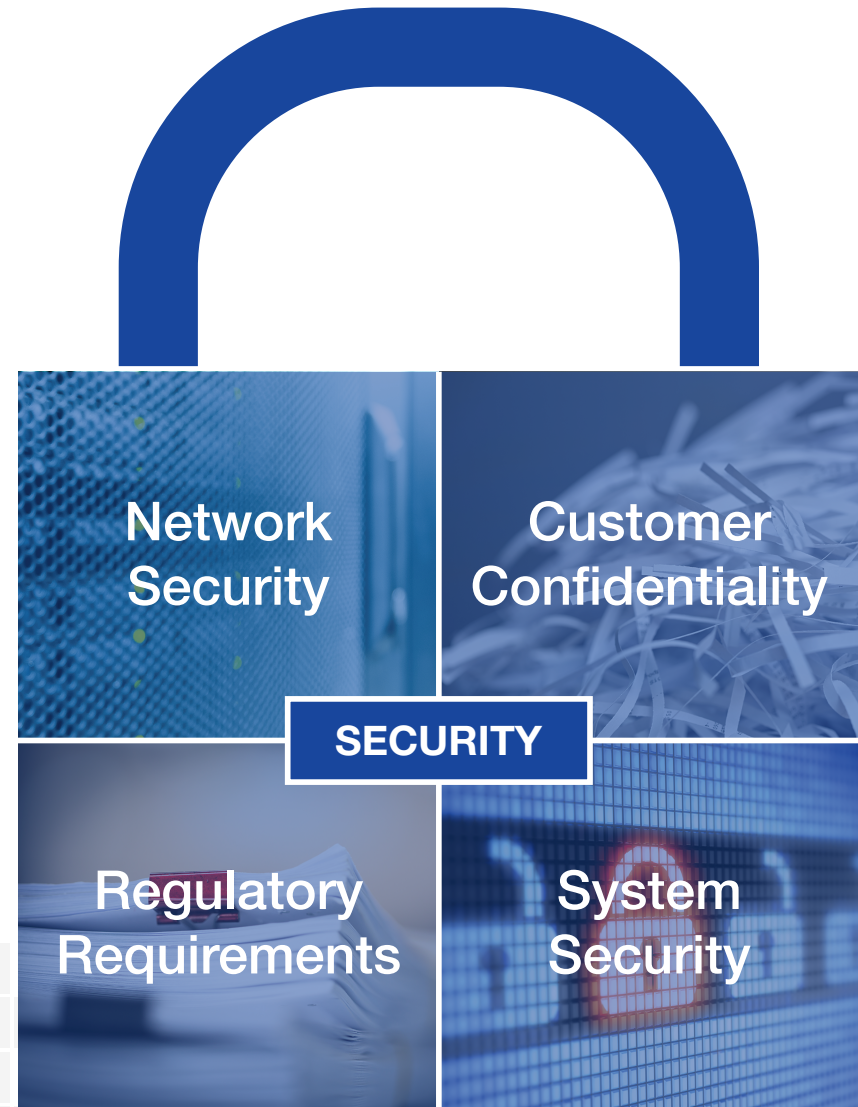 Network
Security
Customer
Confidentiality
SECURITY
Regulatory
Requirements
System
Security